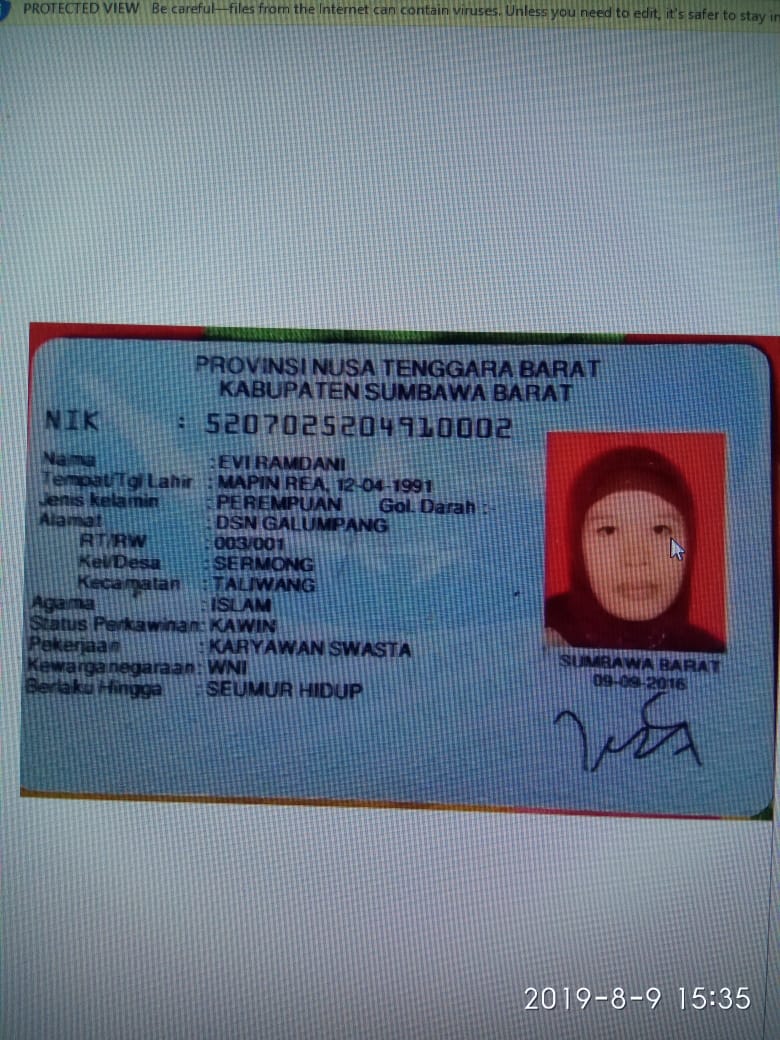 PROTECTED VIEW Be careful—files from the Internet can contain viruses. Unless you need to edit, it's safer to stay in
PROVINSI NUSA TENGGARA BARAT
KABUPATEN SUMBAWA BARAT
NIK : 5207025204910002
Nama : EVI RAMDANI
Tempat/Tgl Lahir : MAPIN REA, 12-04-1991
Jenis kelamin : PEREMPUAN Gol. Darah : -
Alamat : DSN GALUMPANG
RT/RW : 003/001
Kel/Desa : SERMONG
Kecamatan : TALIWANG
Agama : ISLAM
Status Perkawinan: KAWIN
Pekerjaan : KARYAWAN SWASTA
Kewarganegaraan: WNI
Berlaku Hingga : SEUMUR HIDUP
SUMBAWA BARAT
09-09-2016
2019-8-9 15:35